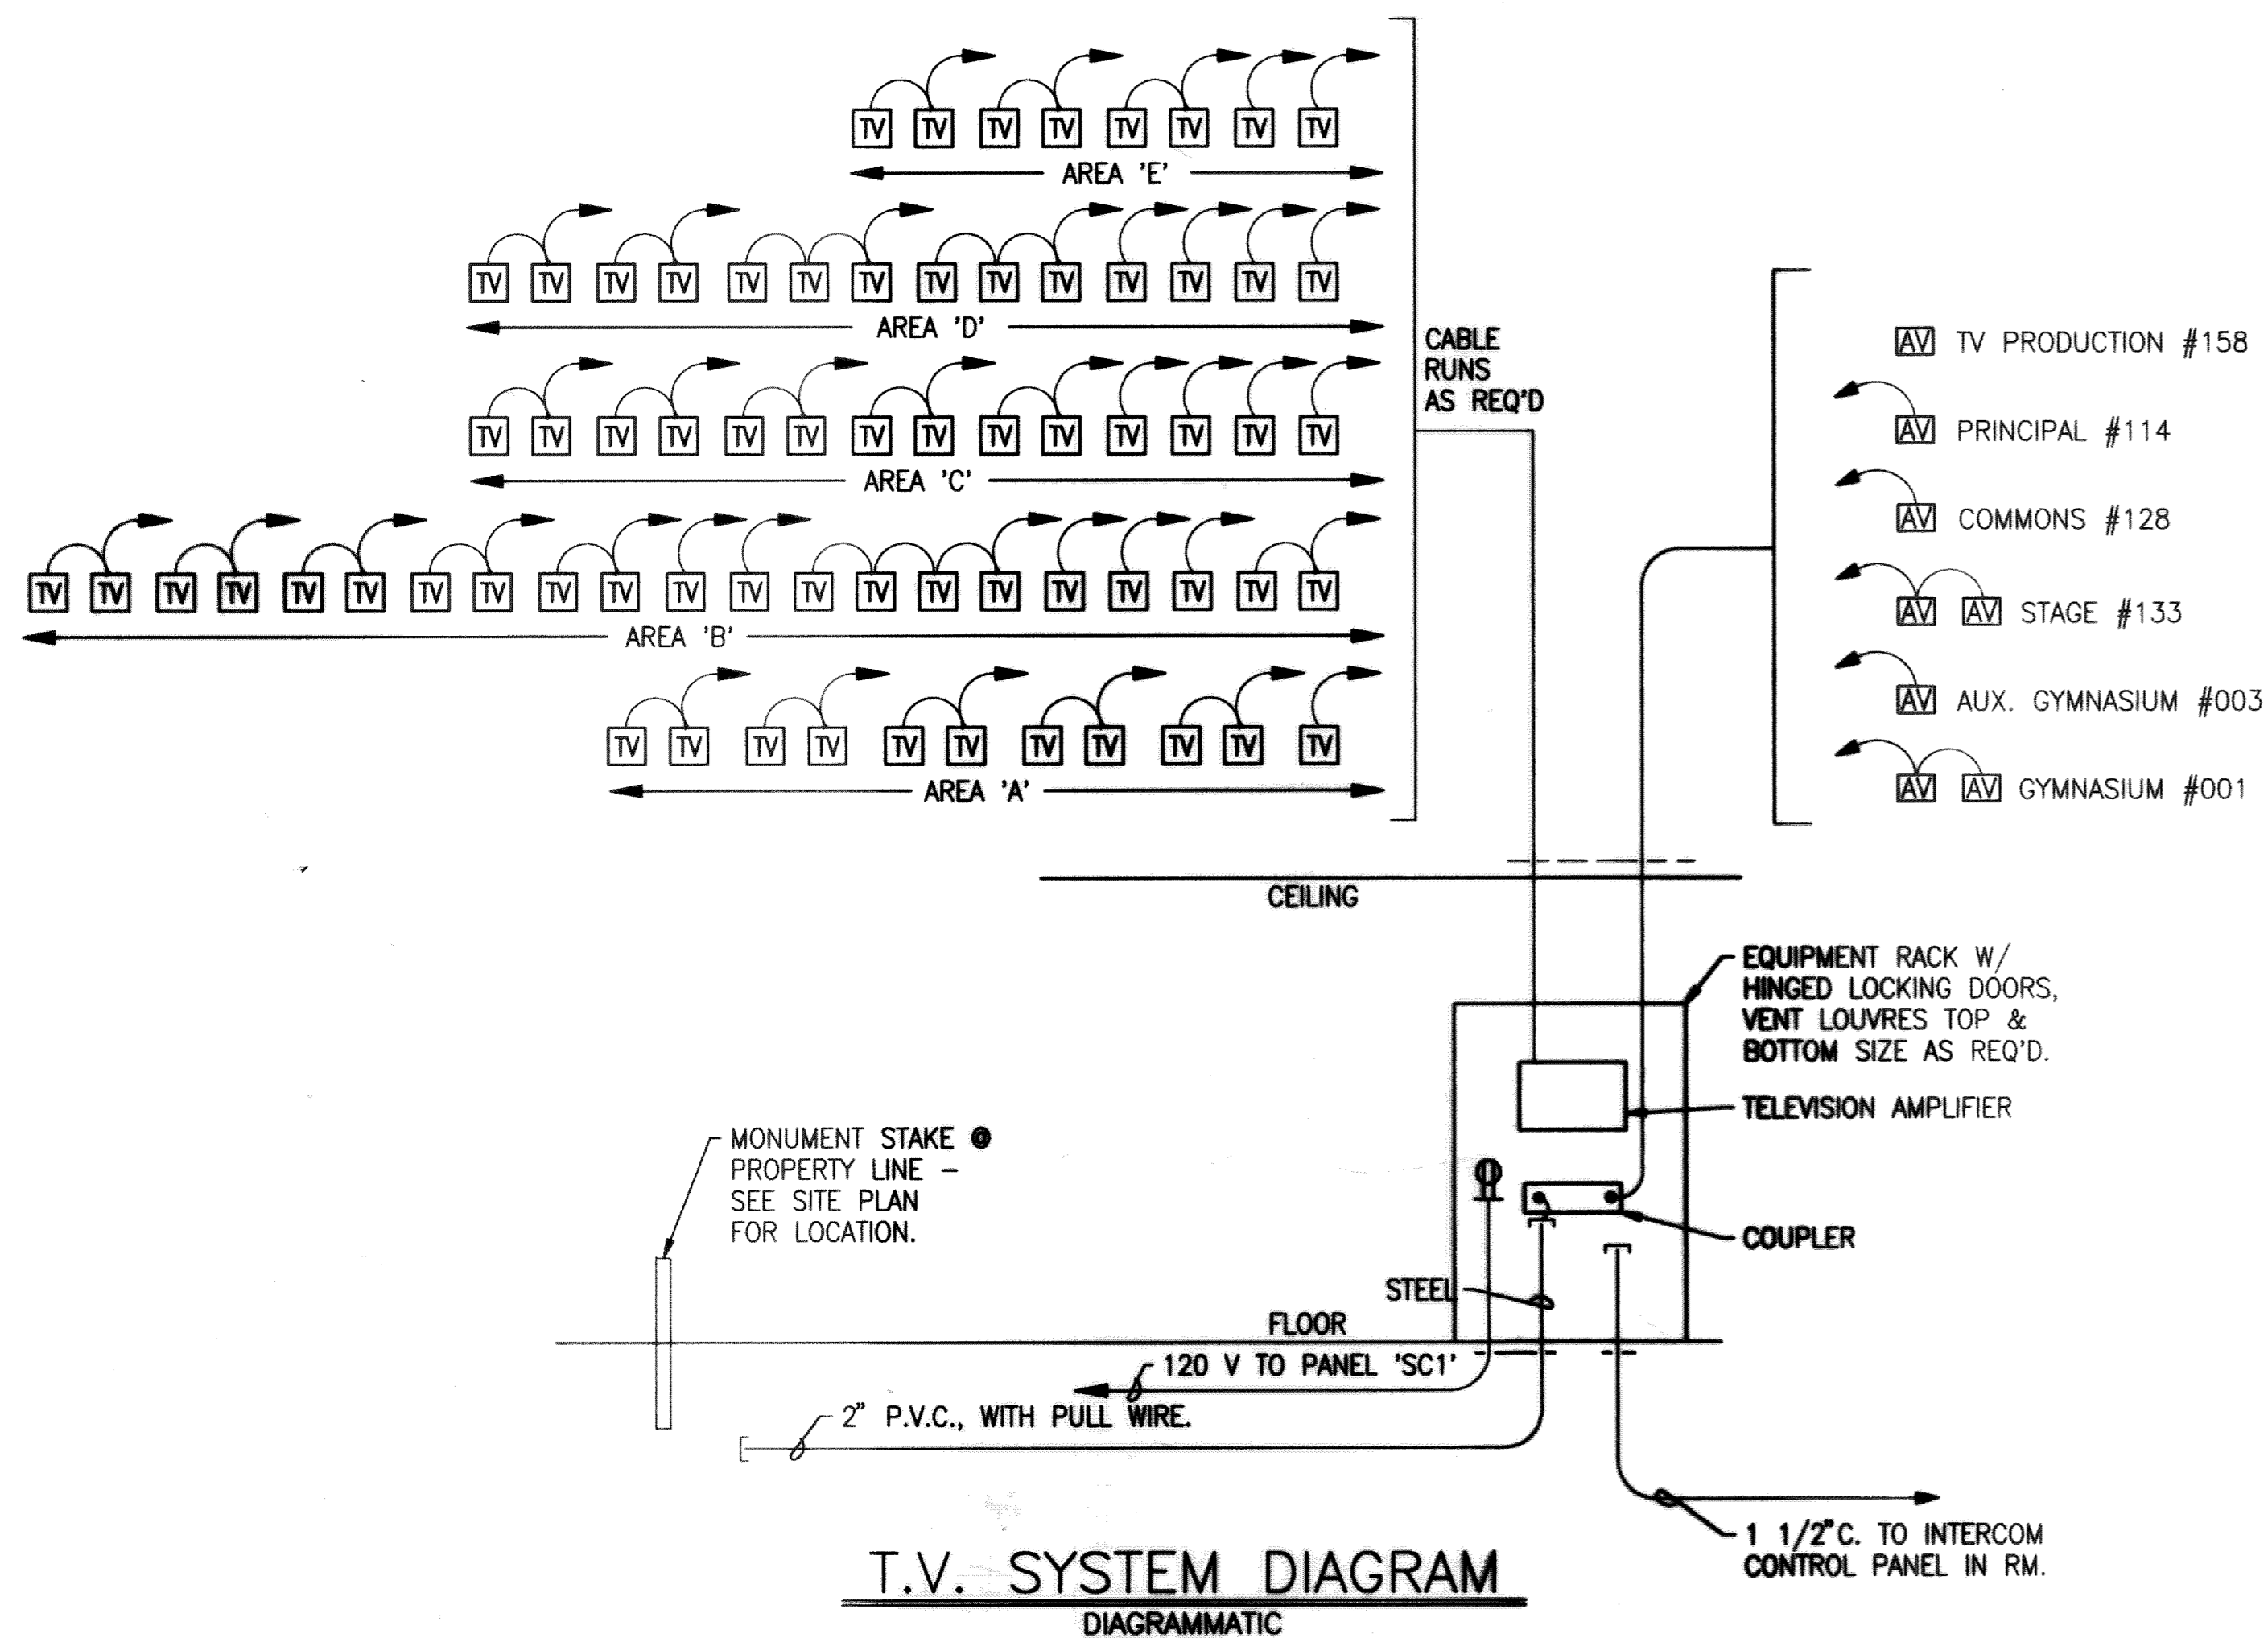 TV TV TV TV TV TV TV TV
AREA 'E'
TV TV TV TV TV TV TV TV TV TV TV TV TV TV
AREA 'D'
TV TV TV TV TV TV TV TV TV TV TV TV TV TV
AREA 'C'
TV TV TV TV TV TV TV TV TV TV TV TV TV TV TV TV TV TV TV TV TV
AREA 'B'
TV TV TV TV TV TV TV TV TV TV TV
AREA 'A'
CABLE
RUNS
AS REQ'D
AV TV PRODUCTION #158
AV PRINCIPAL #114
AV COMMONS #128
AV AV STAGE #133
AV AUX. GYMNASIUM #003
AV AV GYMNASIUM #001
CEILING
EQUIPMENT RACK W/
HINGED LOCKING DOORS,
VENT LOUVRES TOP &
BOTTOM SIZE AS REQ'D.
TELEVISION AMPLIFIER
COUPLER
MONUMENT STAKE @
PROPERTY LINE –
SEE SITE PLAN
FOR LOCATION.
STEEL
FLOOR
120 V TO PANEL 'SC1'
2" P.V.C., WITH PULL WIRE.
1 1/2"C. TO INTERCOM
CONTROL PANEL IN RM.
T.V. SYSTEM DIAGRAM
DIAGRAMMATIC